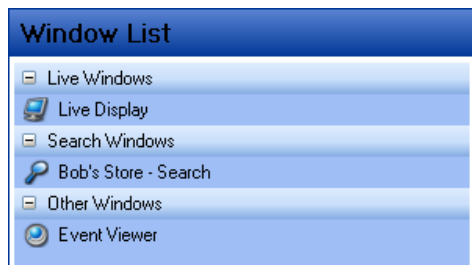 Window List
Live Windows
Live Display
Search Windows
Bob's Store - Search
Other Windows
Event Viewer